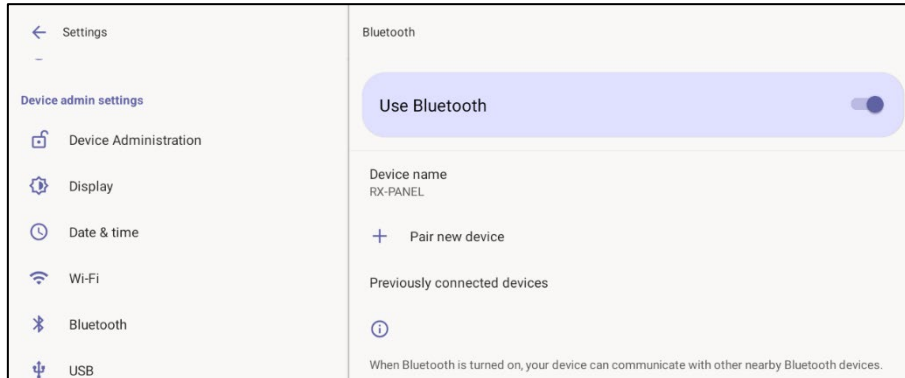 Settings
Device admin settings
Device Administration
Display
Date & time
Wi-Fi
Bluetooth
USB
Bluetooth
Use Bluetooth
Device name
RX-PANEL
Pair new device
Previously connected devices
When Bluetooth is turned on, your device can communicate with other nearby Bluetooth devices.